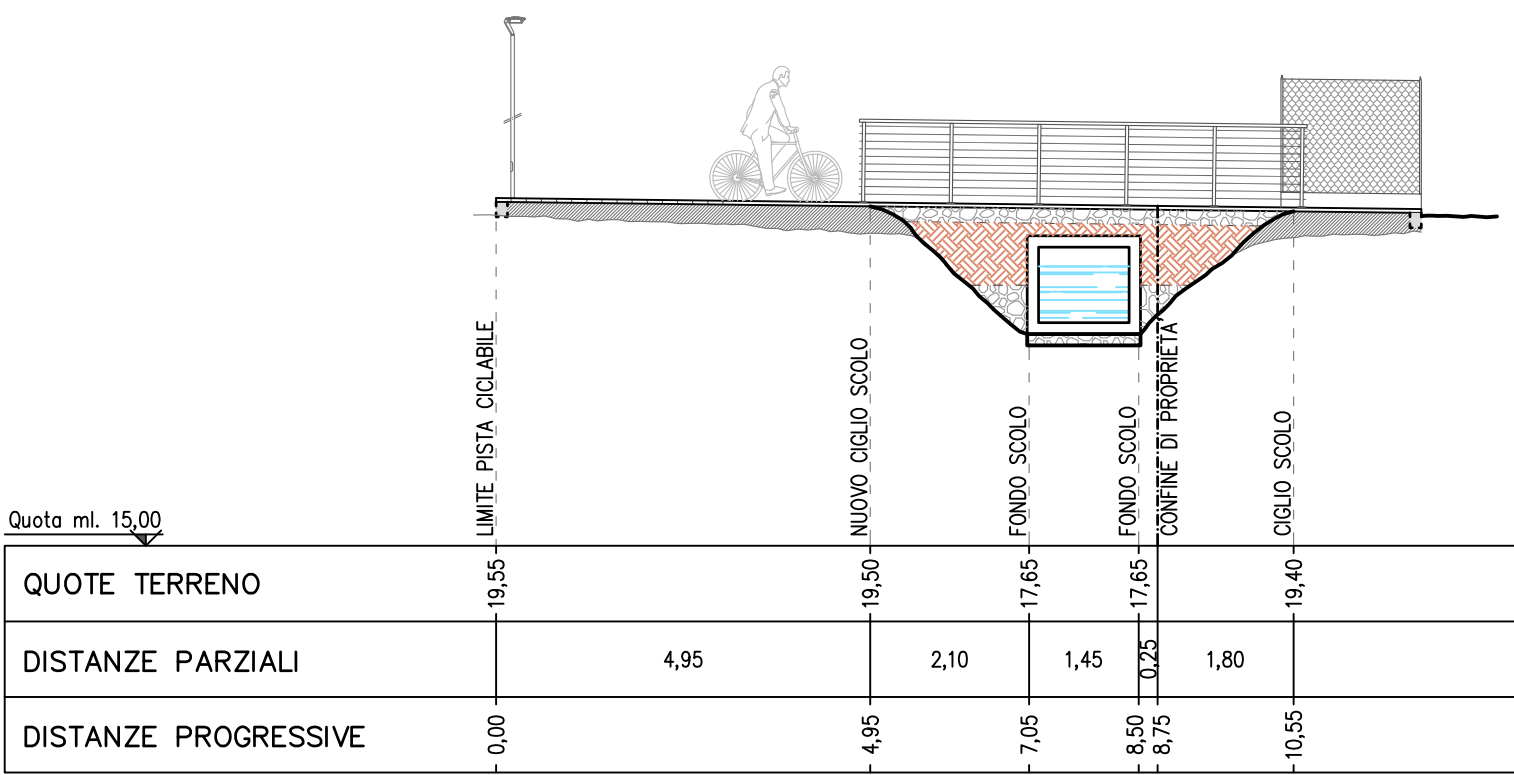 LIMITE PISTA CICLABILE
NUOVO CIGLIO SCOLO
FONDO SCOLO
FONDO SCOLO
CONFINE DI PROPRIETA'
CIGLIO SCOLO
Quota ml. 15,00
QUOTE TERRENO
19,55
19,50
17,65
17,65
19,40
DISTANZE PARZIALI
4,95
2,10
1,45
0,25
1,80
DISTANZE PROGRESSIVE
0,00
4,95
7,05
8,50
8,75
10,55